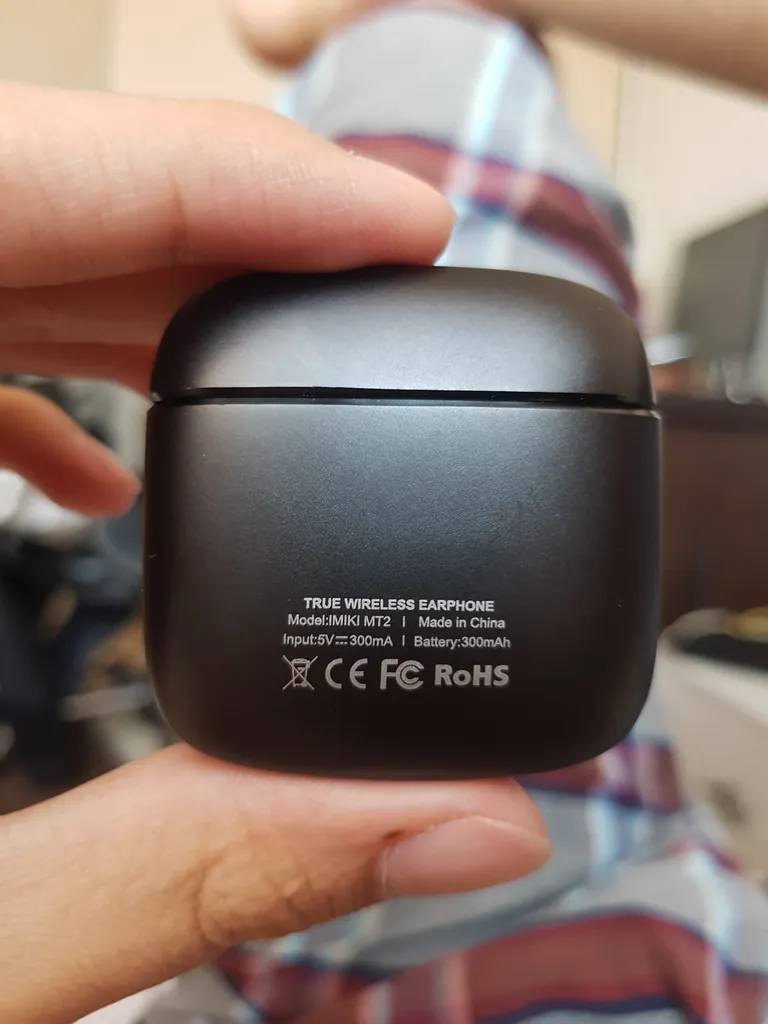 TRUE WIRELESS EARPHONE
Model:IMIKI MT2 | Made in China
Input:5V⎓300mA | Battery:300mAh
CE FC RoHS